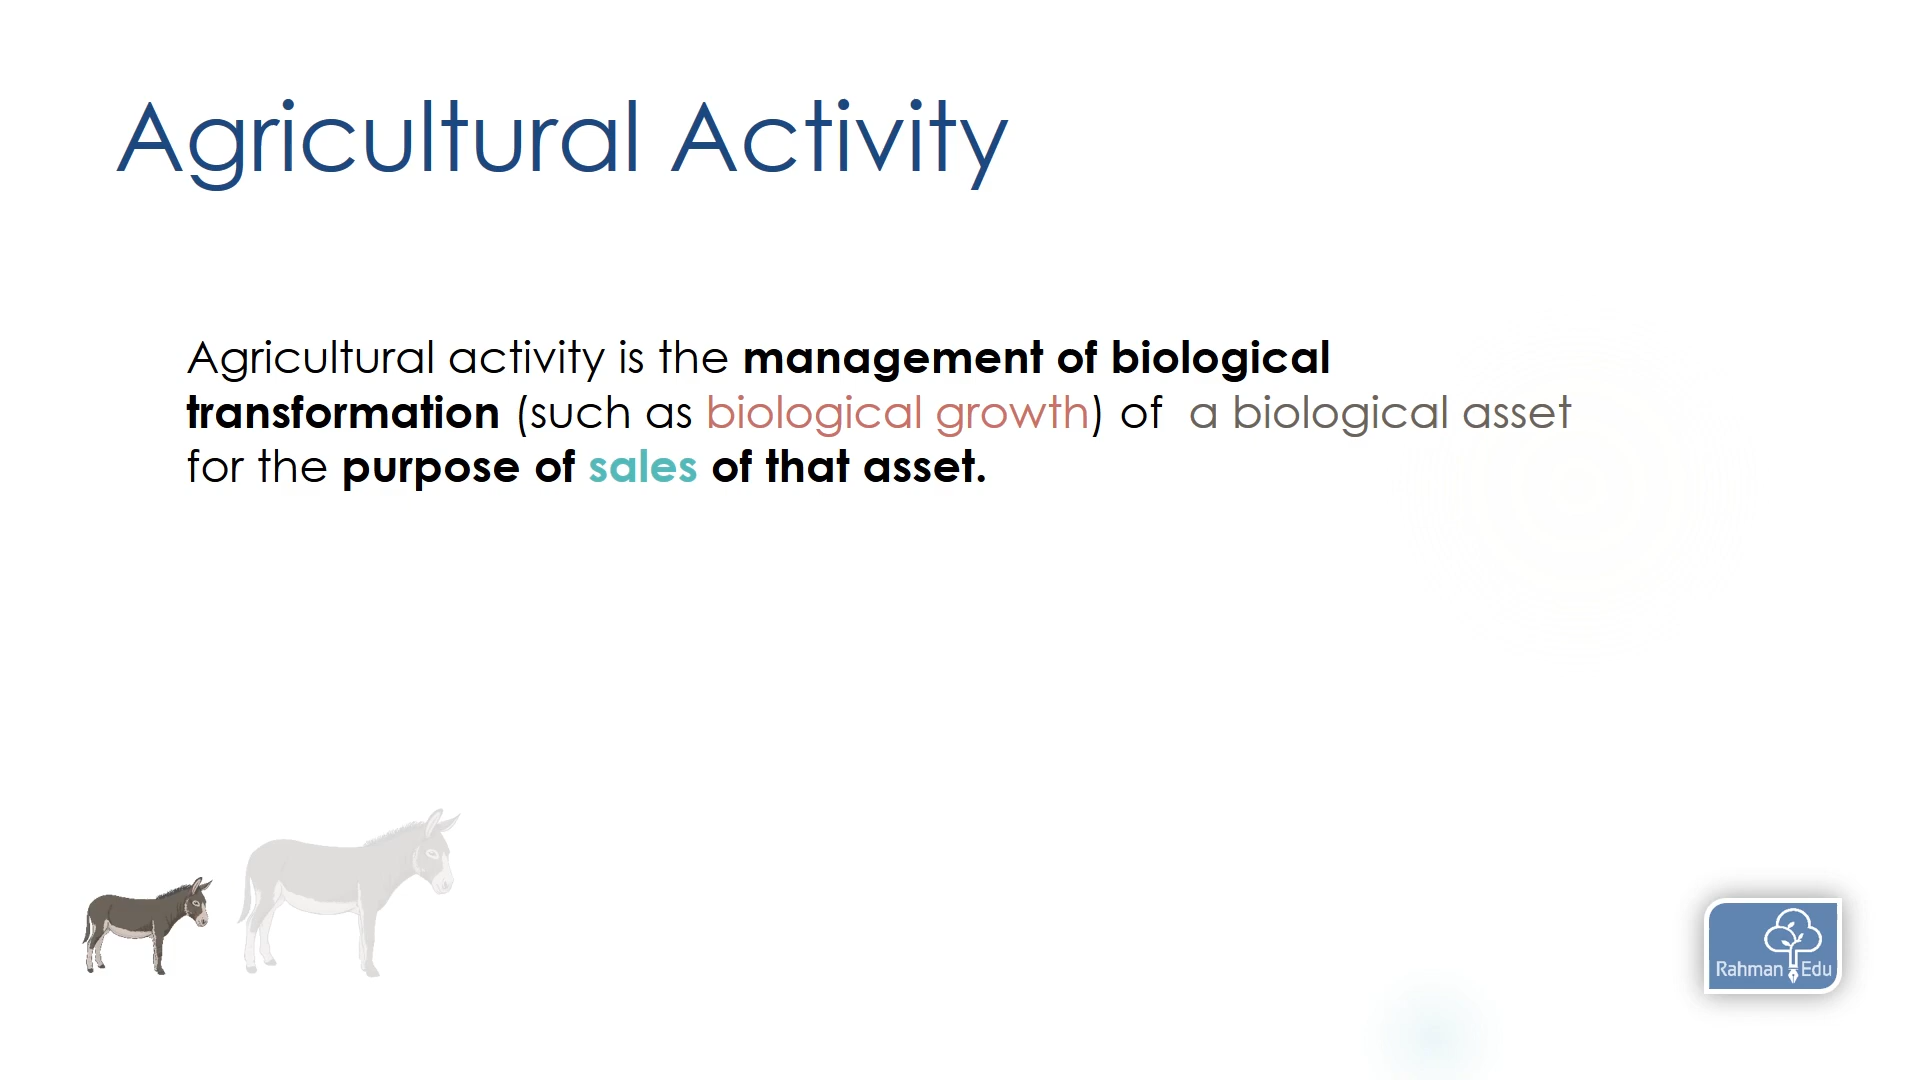 Agricultural Activity
Agricultural activity is the management of biological
transformation (such as biological growth) of  a biological asset
for the purpose of sales of that asset.
Rahman Edu